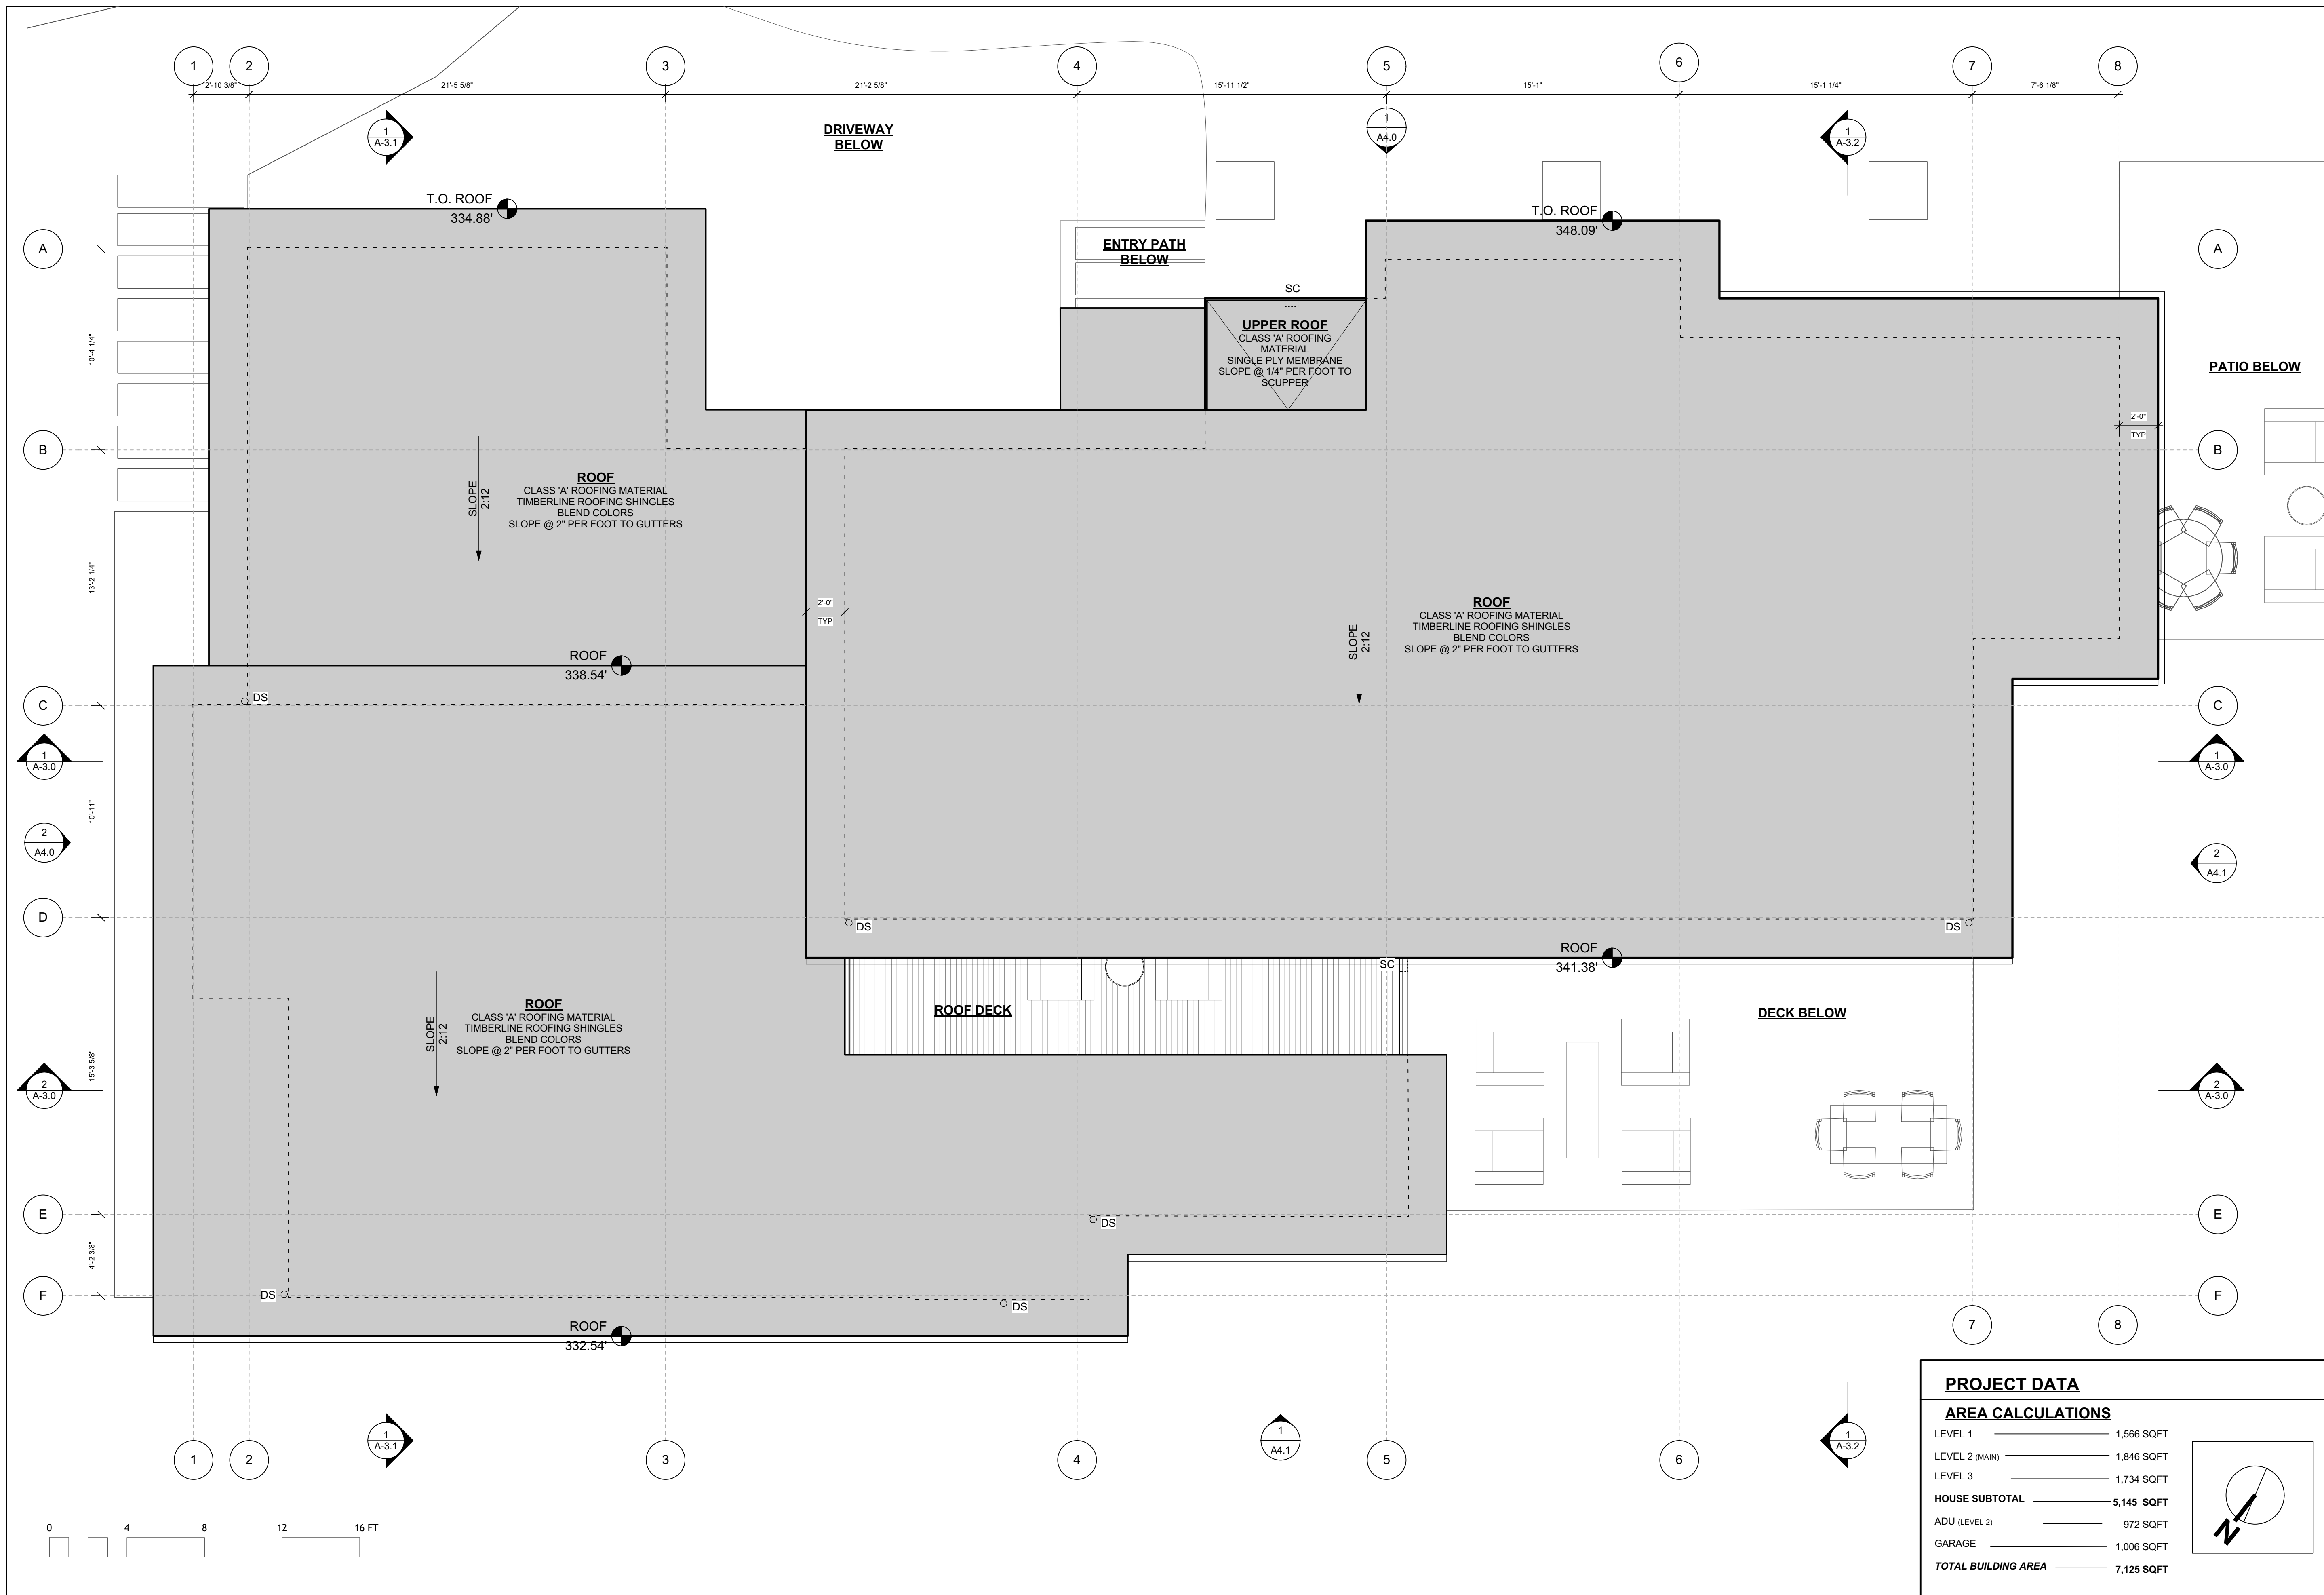 1
2
3
4
5
6
7
8
2'-10 3/8"
21'-5 5/8"
21'-2 5/8"
15'-11 1/2"
15'-1"
15'-1 1/4"
7'-6 1/8"
1
A-3.1
DRIVEWAY
BELOW
1
A4.0
1
A-3.2
T.O. ROOF
334.88'
T.O. ROOF
348.09'
A
ENTRY PATH
BELOW
A
SC
UPPER ROOF
CLASS 'A' ROOFING
MATERIAL
SINGLE PLY MEMBRANE
SLOPE @ 1/4" PER FOOT TO
SCUPPER
10'-4 1/4"
PATIO BELOW
2'-0"
TYP
B
B
SLOPE
2:12
ROOF
CLASS 'A' ROOFING MATERIAL
TIMBERLINE ROOFING SHINGLES
BLEND COLORS
SLOPE @ 2" PER FOOT TO GUTTERS
13'-2 1/4"
2'-0"
TYP
SLOPE
2:12
ROOF
CLASS 'A' ROOFING MATERIAL
TIMBERLINE ROOFING SHINGLES
BLEND COLORS
SLOPE @ 2" PER FOOT TO GUTTERS
ROOF
338.54'
DS
C
C
1
A-3.0
1
A-3.0
10'-11"
2
A4.0
2
A4.1
D
DS
DS
ROOF
341.38'
SC
ROOF DECK
DECK BELOW
SLOPE
2:12
ROOF
CLASS 'A' ROOFING MATERIAL
TIMBERLINE ROOFING SHINGLES
BLEND COLORS
SLOPE @ 2" PER FOOT TO GUTTERS
15'-3 5/8"
2
A-3.0
2
A-3.0
E
DS
E
4'-2 3/8"
F
DS
DS
F
ROOF
332.54'
7
8
1
A-3.1
1
A4.1
1
A-3.2
1
2
3
4
5
6
0 4 8 12 16 FT
PROJECT DATA
AREA CALCULATIONS
LEVEL 1 1,566 SQFT
LEVEL 2 (MAIN) 1,846 SQFT
LEVEL 3 1,734 SQFT
HOUSE SUBTOTAL 5,145 SQFT
ADU (LEVEL 2) 972 SQFT
GARAGE 1,006 SQFT
TOTAL BUILDING AREA 7,125 SQFT
N